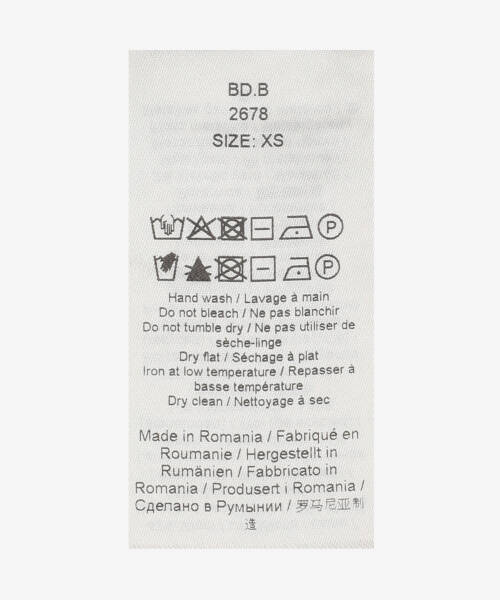 BD.B
2678
SIZE: XS
P
P
Hand wash / Lavage à main
Do not bleach / Ne pas blanchir
Do not tumble dry / Ne pas utiliser de
sèche-linge
Dry flat / Séchage à plat
Iron at low temperature / Repasser à
basse température
Dry clean / Nettoyage à sec
Made in Romania / Fabriqué en
Roumanie / Hergestellt in
Rumänien / Fabbricato in
Romania / Produsert i Romania /
Сделано в Румынии / 罗马尼亚制
造